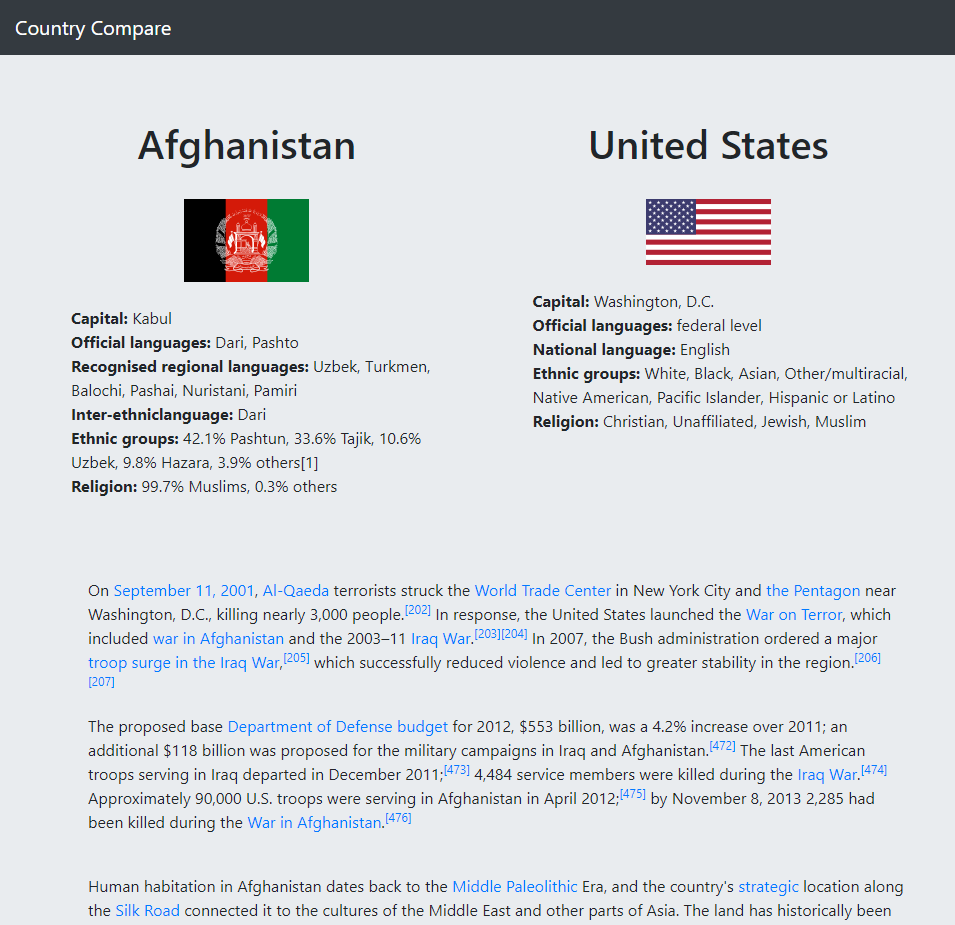 Country Compare
Afghanistan
United States
Capital: Kabul
Official languages: Dari, Pashto
Recognised regional languages: Uzbek, Turkmen,
Balochi, Pashai, Nuristani, Pamiri
Inter-ethniclanguage: Dari
Ethnic groups: 42.1% Pashtun, 33.6% Tajik, 10.6%
Uzbek, 9.8% Hazara, 3.9% others[1]
Religion: 99.7% Muslims, 0.3% others
Capital: Washington, D.C.
Official languages: federal level
National language: English
Ethnic groups: White, Black, Asian, Other/multiracial,
Native American, Pacific Islander, Hispanic or Latino
Religion: Christian, Unaffiliated, Jewish, Muslim
On September 11, 2001, Al-Qaeda terrorists struck the World Trade Center in New York City and the Pentagon near
Washington, D.C., killing nearly 3,000 people.[202] In response, the United States launched the War on Terror, which
included war in Afghanistan and the 2003–11 Iraq War.[203][204] In 2007, the Bush administration ordered a major
troop surge in the Iraq War,[205] which successfully reduced violence and led to greater stability in the region.[206]
[207]
The proposed base Department of Defense budget for 2012, $553 billion, was a 4.2% increase over 2011; an
additional $118 billion was proposed for the military campaigns in Iraq and Afghanistan.[472] The last American
troops serving in Iraq departed in December 2011;[473] 4,484 service members were killed during the Iraq War.[474]
Approximately 90,000 U.S. troops were serving in Afghanistan in April 2012;[475] by November 8, 2013 2,285 had
been killed during the War in Afghanistan.[476]
Human habitation in Afghanistan dates back to the Middle Paleolithic Era, and the country's strategic location along
the Silk Road connected it to the cultures of the Middle East and other parts of Asia. The land has historically been